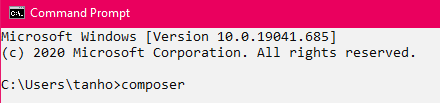 Command Prompt
Microsoft Windows [Version 10.0.19041.685]
(c) 2020 Microsoft Corporation. All rights reserved.
C:\Users\tanho>composer